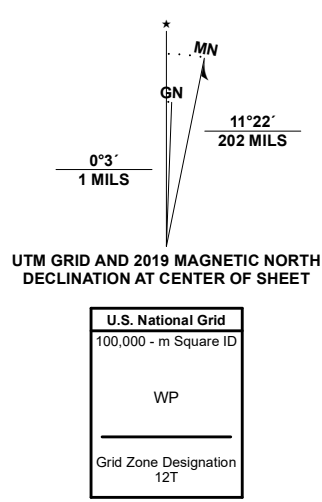 ★
MN
GN
11°22´
202 MILS
0°3´
1 MILS
UTM GRID AND 2019 MAGNETIC NORTH
DECLINATION AT CENTER OF SHEET
U.S. National Grid
100,000 - m Square ID
WP
Grid Zone Designation
12T